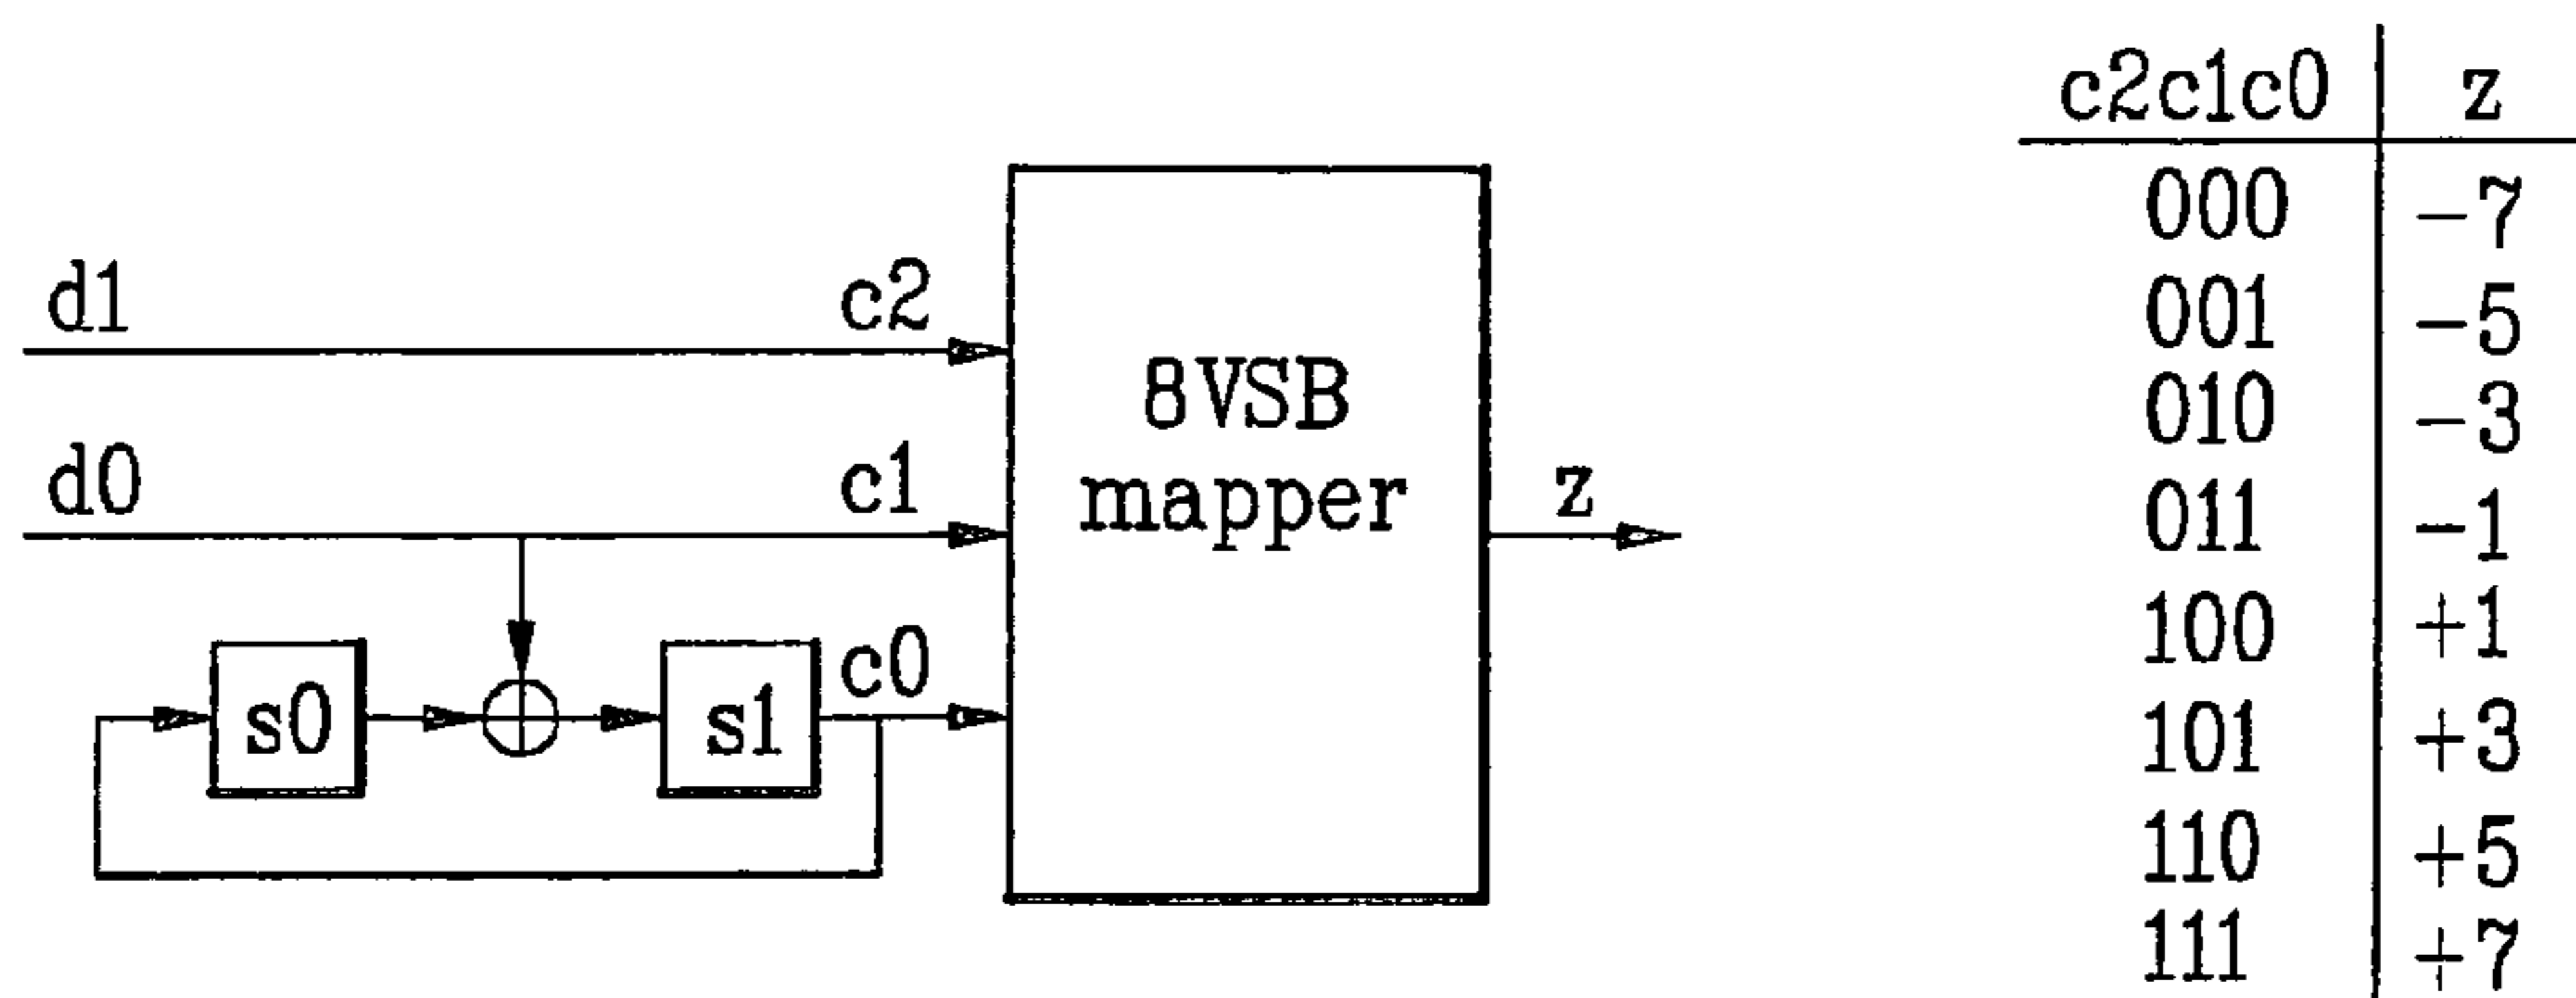 d1
c2
d0
c1
s0
s1
c0
8VSB
mapper
z
c2c1c0 z
000 -7
001 -5
010 -3
011 -1
100 +1
101 +3
110 +5
111 +7